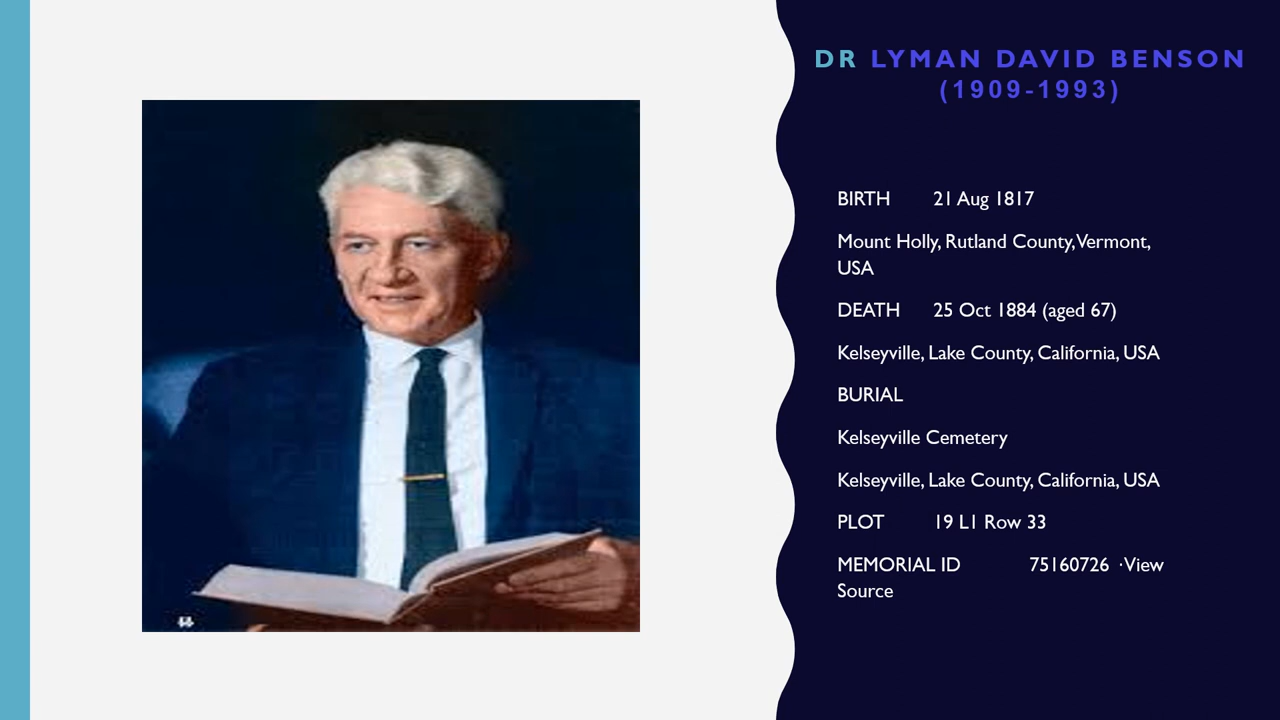 DR LYMAN DAVID BENSON
(1909-1993)
BIRTH 21 Aug 1817
Mount Holly, Rutland County, Vermont,
USA
DEATH 25 Oct 1884 (aged 67)
Kelseyville, Lake County, California, USA
BURIAL
Kelseyville Cemetery
Kelseyville, Lake County, California, USA
PLOT 19 L1 Row 33
MEMORIAL ID 75160726 · View
Source